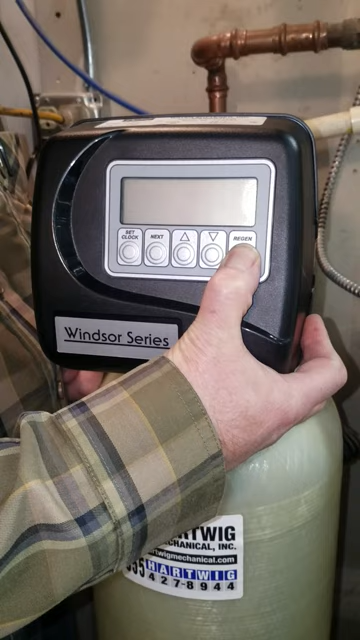 SET
CLOCK
NEXT
REGEN
Windsor Series
HARTWIG
MECHANICAL, INC.
hartwigmechanical.com
HARTWIG
427-8944